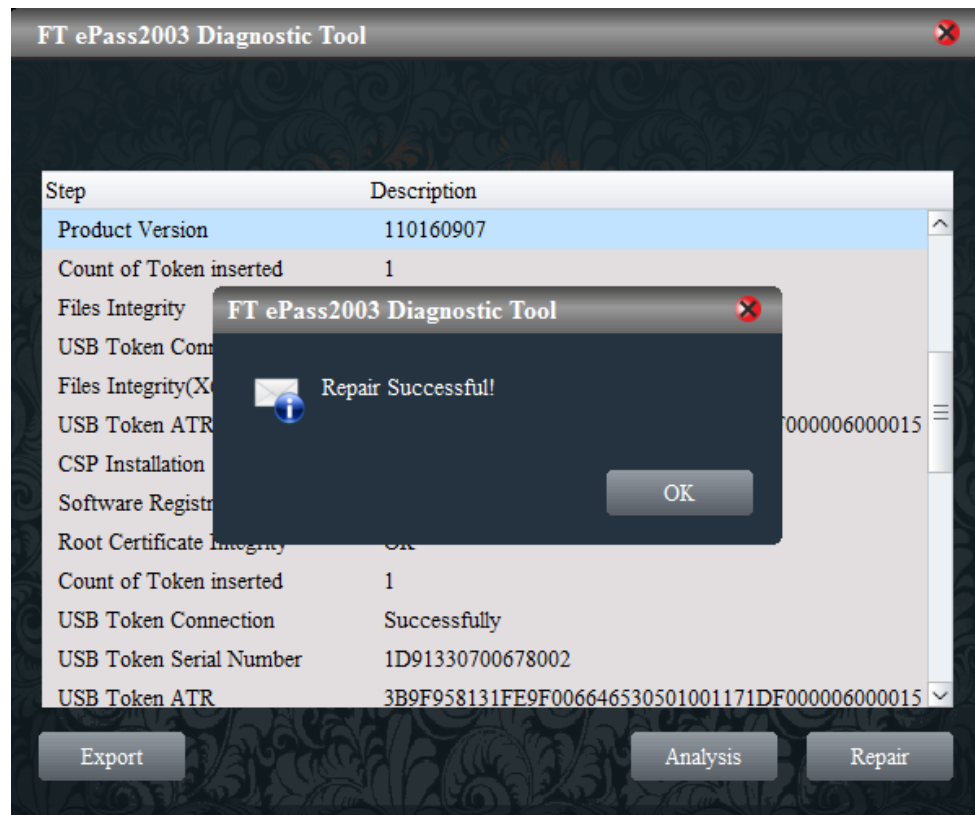 FT ePass2003 Diagnostic Tool
Step Description
Product Version 110160907
Count of Token inserted 1
Files Integrity
USB Token
Files
USB Token ATR 000006000015
CSP Installation
Software
Root Certificate Integrity OK
Count of Token inserted 1
USB Token Connection Successfully
USB Token Serial Number 1D91330700678002
USB Token ATR 3B9F958131FE9F006646530501001171DF000006000015
FT ePass2003 Diagnostic Tool
Repair Successful!
OK
Export Analysis Repair